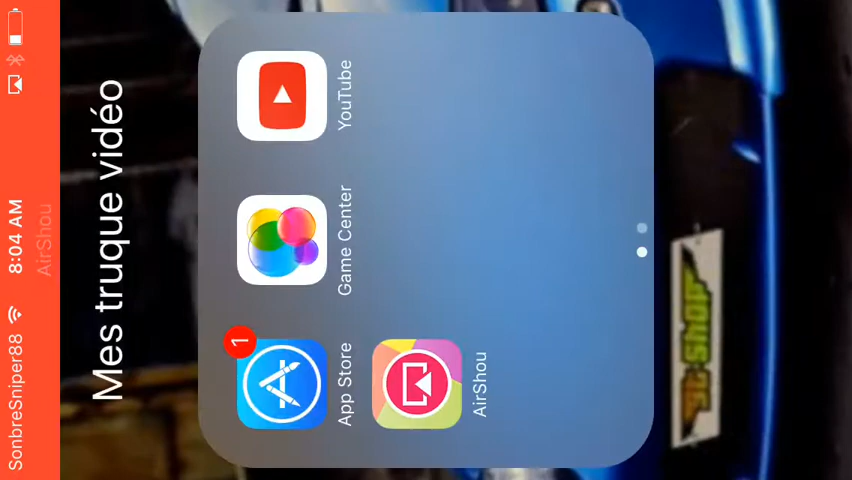 SonbreSniper88 8:04 AM
AirShou
Mes truque vidéo
1
App Store
Game Center
YouTube
AirShou